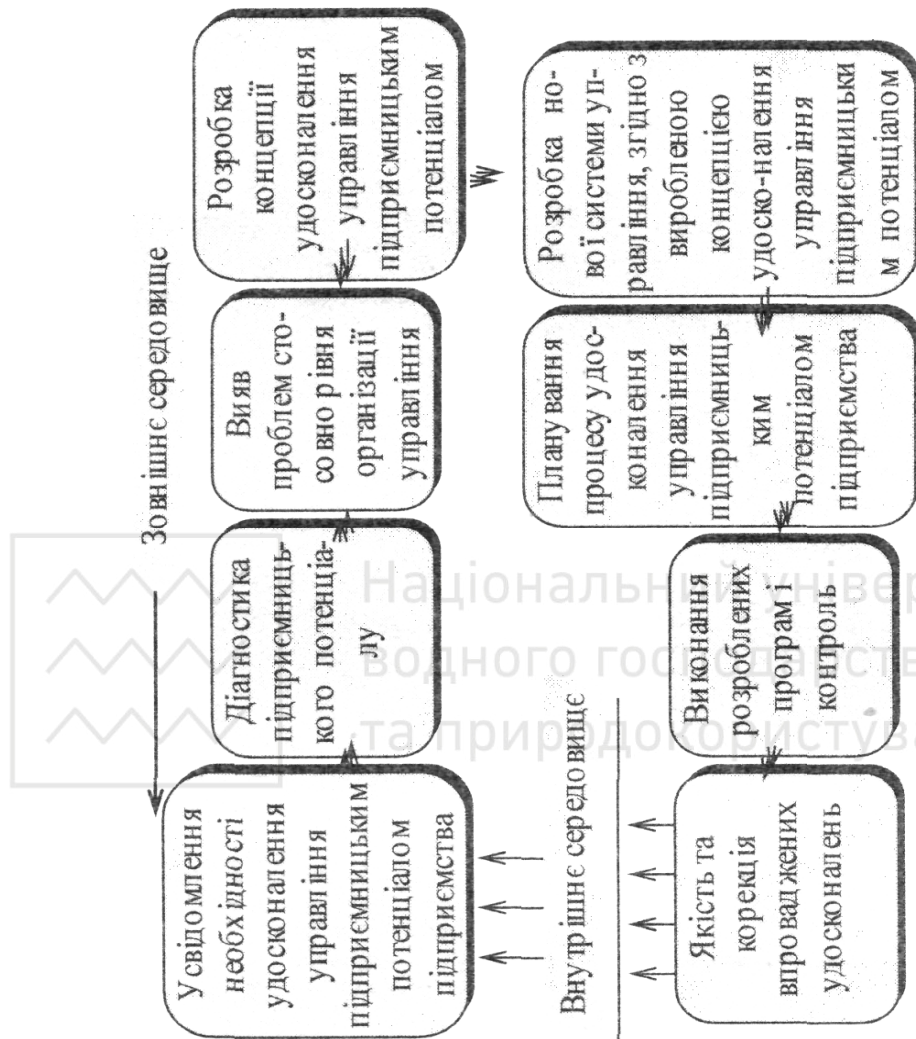 Зовнішнє середовище
Усвідомлення
необхідності
удосконалення
управління
підприємницьким
потенціалом
підприємства
Діагностика
підприємниць-
кого потенціа-
лу
Вияв
проблем сто-
совно рівня
організації
управління
Розробка
концепції
удосконалення
управління
підприємницьким
потенціалом
Внутрішнє середовище
Якість та
корекція
впроваджених
удосконалень
Виконання
розроблених
програм і
контроль
Планування
процесу удос-
коналення
управління
підприємниць-
ким
потенціалом
підприємства
Розробка но-
вої системи уп-
равління, згідно з
виробленою
концепцією
удоско-налення
управління
підприємницьки
м потенціалом
Національний універ
водного господарств
та природокористува